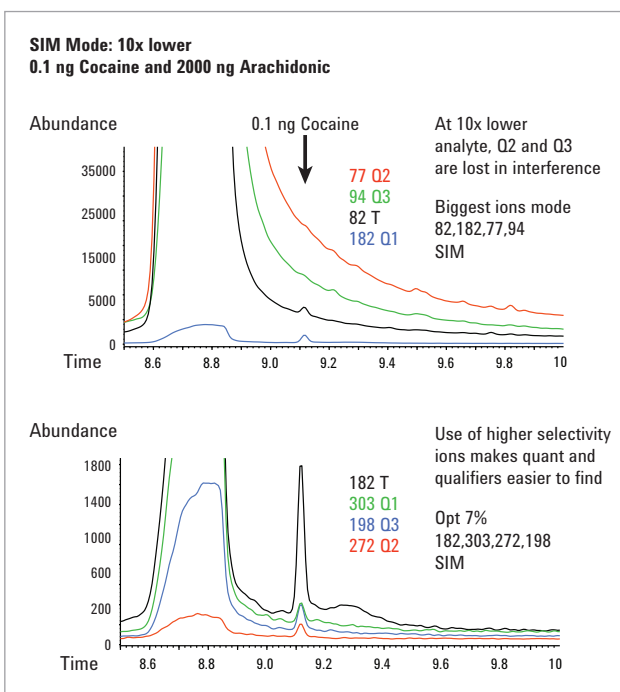 SIM Mode: 10x lower
0.1 ng Cocaine and 2000 ng Arachidonic
Abundance
0.1 ng Cocaine
At 10x lower
analyte, Q2 and Q3
are lost in interference
Biggest ions mode
82,182,77,94
SIM
77 Q2
94 Q3
82 T
182 Q1
35000
25000
15000
5000
0
Time
8.6 8.8 9.0 9.2 9.4 9.6 9.8 10
Abundance
Use of higher selectivity
ions makes quant and
qualifiers easier to find
Opt 7%
182,303,272,198
SIM
182 T
303 Q1
198 Q3
272 Q2
1800
1400
1000
600
200
0
Time
8.6 8.8 9.0 9.2 9.4 9.6 9.8 10